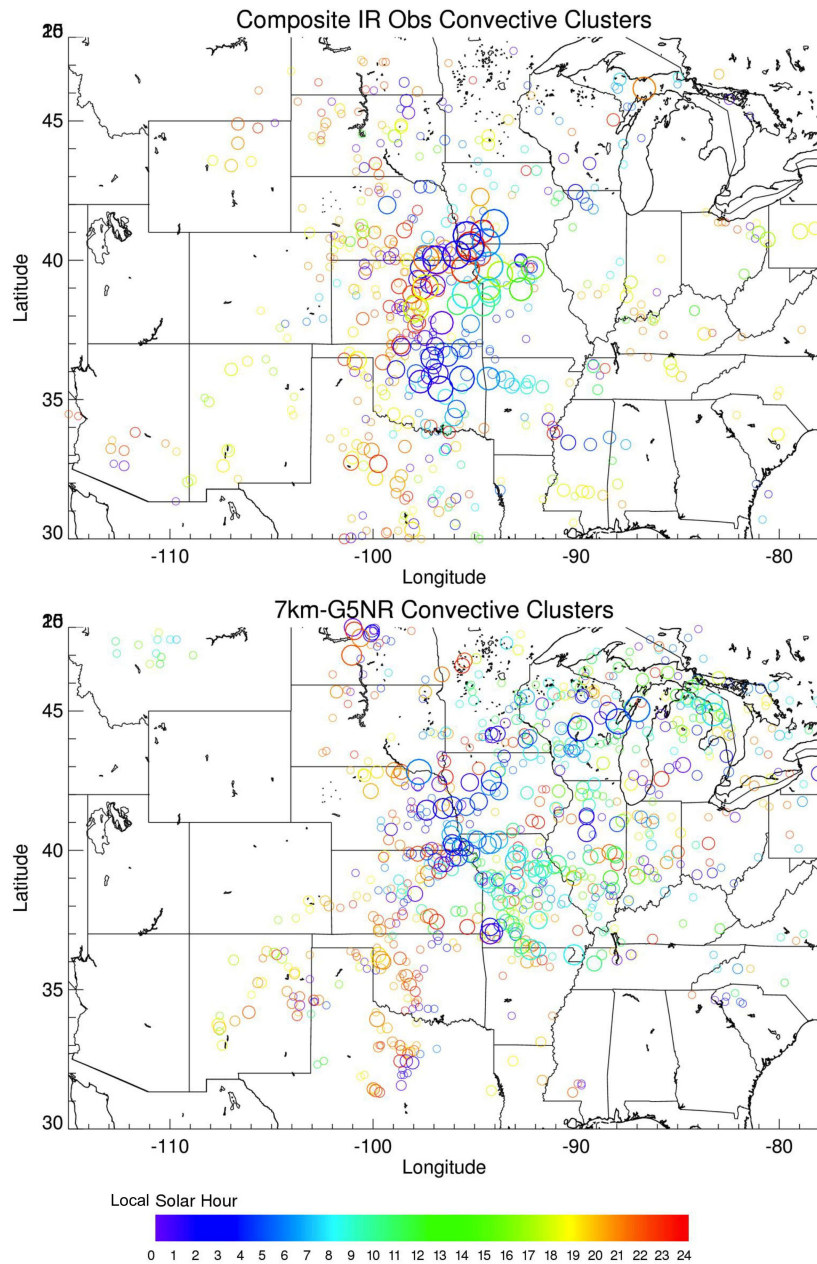 Composite IR Obs Convective Clusters
45
40
35
30
Latitude
-110 -100 -90 -80
Longitude
7km-G5NR Convective Clusters
45
40
35
30
Latitude
2
-110 -100 -90 -80
Longitude
Local Solar Hour
0 1 2 3 4 5 6 7 8 9 10 11 12 13 14 15 16 17 18 19 20 21 22 23 24